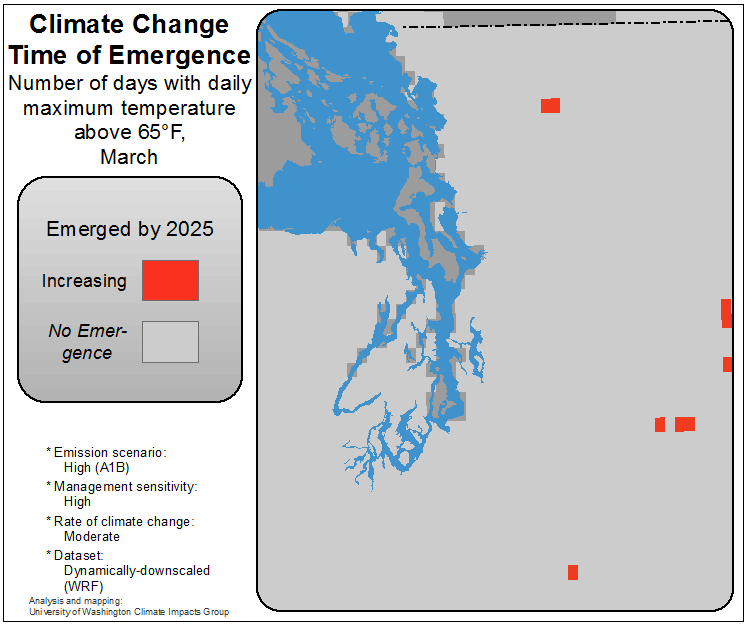 Climate Change
Time of Emergence
Number of days with daily
maximum temperature
above 65°F,
March
Emerged by 2025
Increasing
No Emer-
gence
* Emission scenario:
High (A1B)
* Management sensitivity:
High
* Rate of climate change:
Moderate
* Dataset:
Dynamically-downscaled
(WRF)
Analysis and mapping:
University of Washington Climate Impacts Group